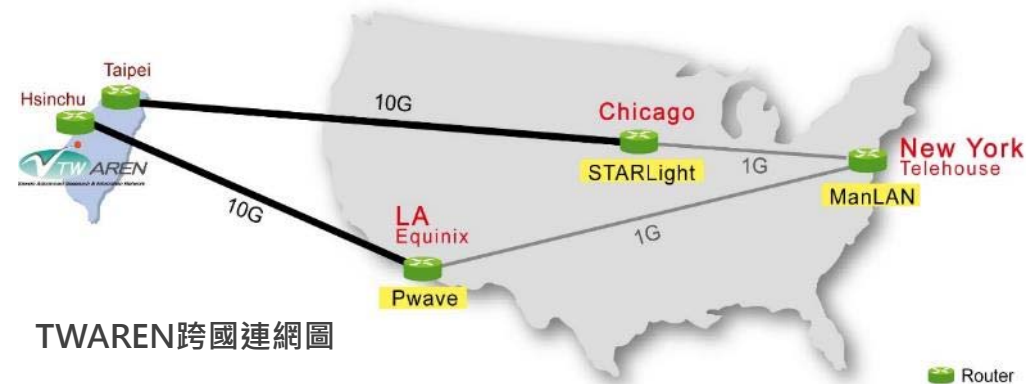 Taipei
Hsinchu
TWAREN
10G
10G
Chicago
STARLight
1G
New York
Telehouse
ManLAN
LA
Equinix
1G
Pwave
TWAREN跨國連網圖
Router